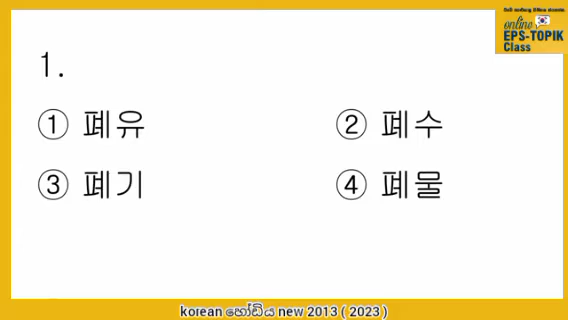 online
EPS-TOPIK
Class
1.
① 폐유 ② 폐수
③ 폐기 ④ 폐물
korean හෝඩිය new 2013 ( 2023 )